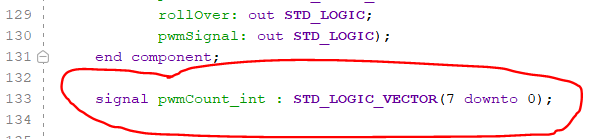 129 rollOver: out STD_LOGIC;
130 pwmSignal: out STD_LOGIC);
131 end component;
132
133 signal pwmCount_int : STD_LOGIC_VECTOR(7 downto 0);
134